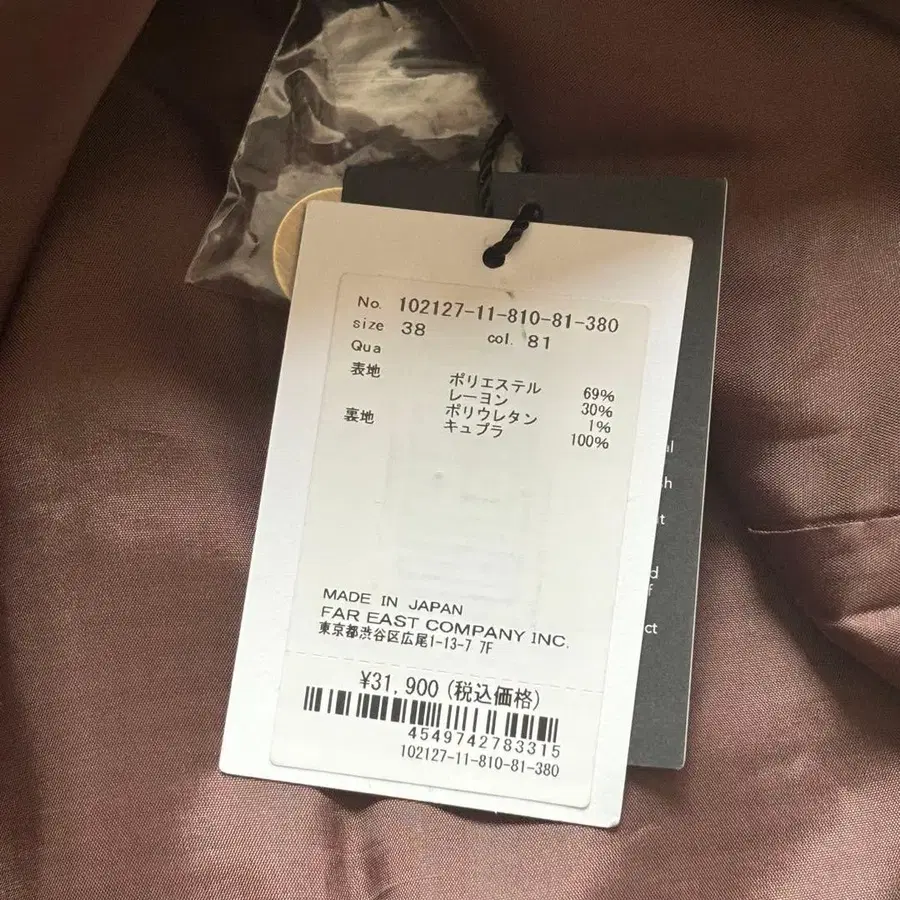 No. 102127-11-810-81-380
size 38 col. 81
Qua
表地 ポリエステル 69%
レーヨン 30%
ポリウレタン 1%
裏地 キュプラ 100%
MADE IN JAPAN
FAR EAST COMPANY INC.
東京都渋谷区広尾1-13-7 7F
¥31,900(税込価格)
4549742783315
102127-11-810-81-380
ct